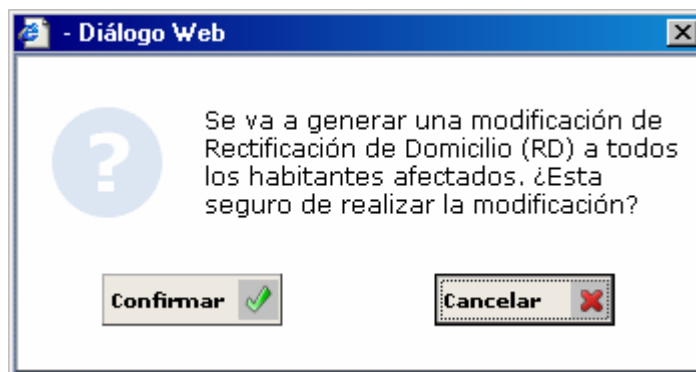 - Diálogo Web
Se va a generar una modificación de
Rectificación de Domicilio (RD) a todos
los habitantes afectados. ¿Esta
seguro de realizar la modificación?
Confirmar
Cancelar